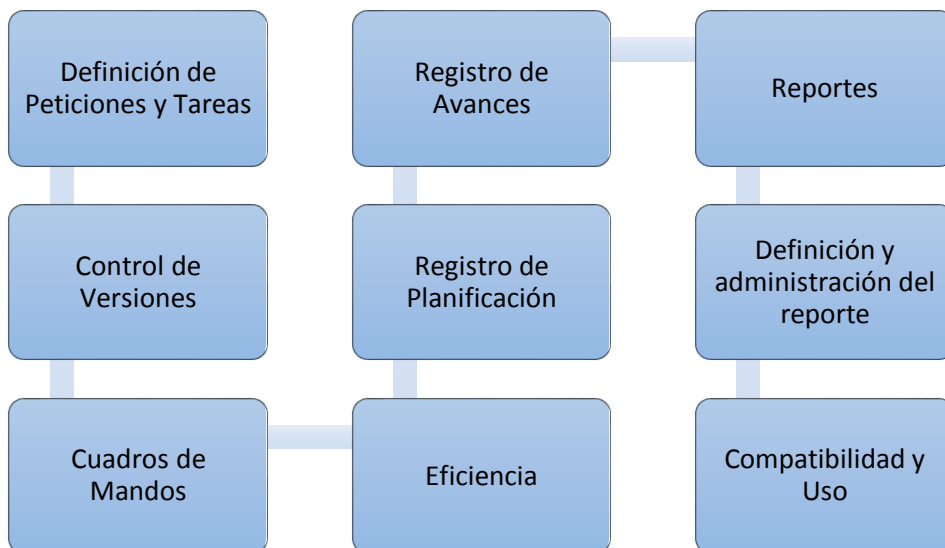 Definición de
Peticiones y Tareas
Control de
Versiones
Cuadros de
Mandos
Eficiencia
Registro de
Planificación
Registro de
Avances
Reportes
Definición y
administración del
reporte
Compatibilidad y
Uso